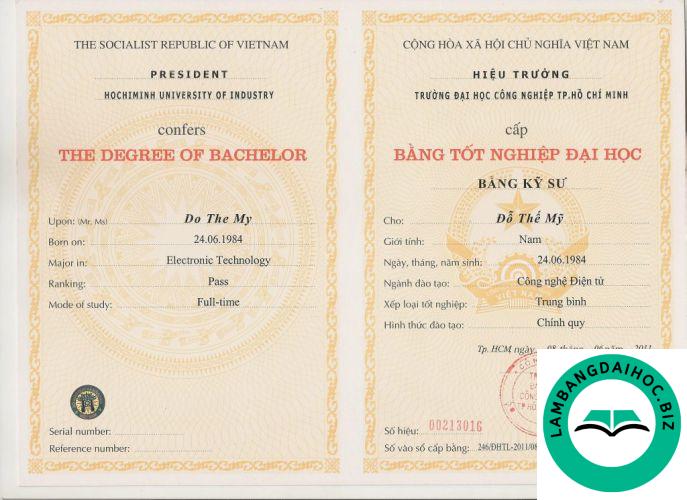 THE SOCIALIST REPUBLIC OF VIETNAM
PRESIDENT
HOCHIMINH UNIVERSITY OF INDUSTRY
confers
THE DEGREE OF BACHELOR
Upon: (Mr, Ms) Do The My
Born on: 24.06.1984
Major in: Electronic Technology
Ranking: Pass
Mode of study: Full-time
Serial number:
Reference number:
CỘNG HÒA XÃ HỘI CHỦ NGHĨA VIỆT NAM
HIỆU TRƯỞNG
TRƯỜNG ĐẠI HỌC CÔNG NGHIỆP TP.HỒ CHÍ MINH
cấp
BẰNG TỐT NGHIỆP ĐẠI HỌC
BẰNG KỸ SƯ
Cho: Đỗ Thế Mỹ
Giới tính: Nam
Ngày, tháng, năm sinh: 24.06.1984
Ngành đào tạo: Công nghệ Điện tử
Xếp loại tốt nghiệp: Trung bình
Hình thức đào tạo: Chính quy
Tp. HCM ngày 08 tháng 06 năm 2011
Số hiệu: 00213016
Số vào sổ cấp bằng: 246/ĐHTL-2011/08
VIỆT NAM
LAMBANGDAIHOC.BIZ